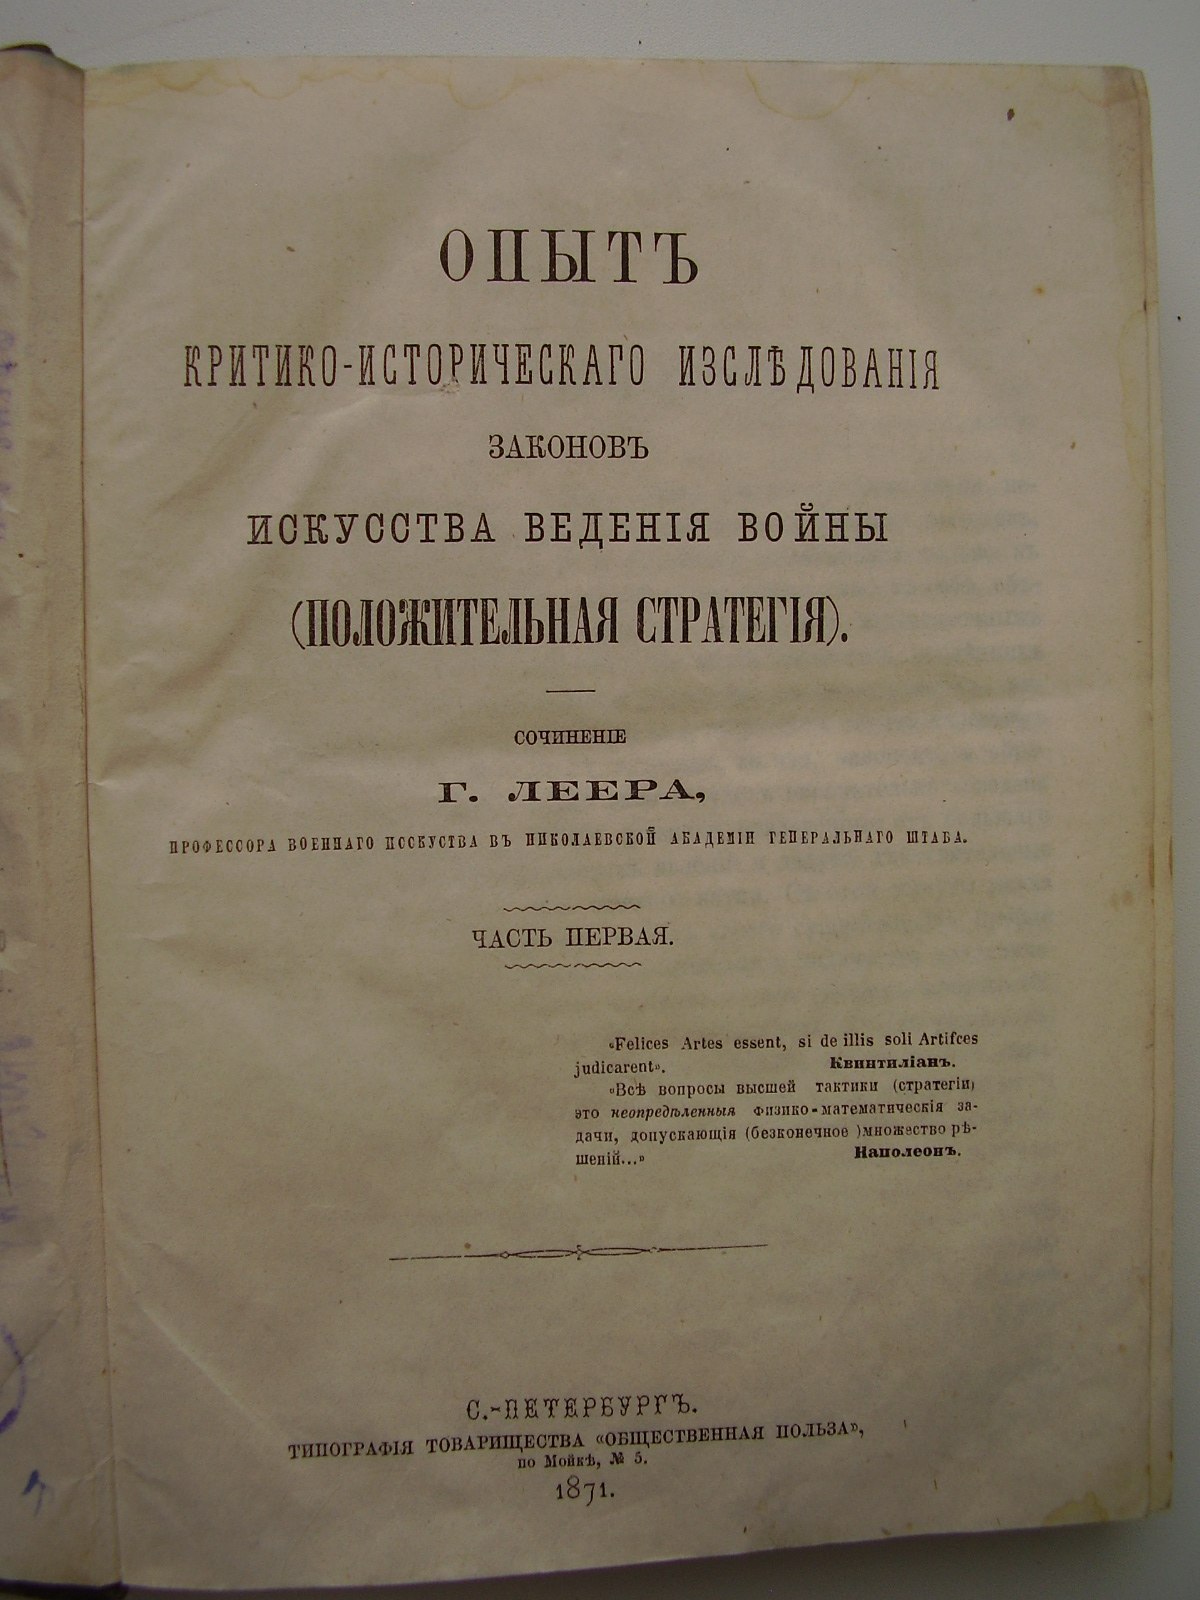 ОПЫТЪ
КРИТИКО-ИСТОРИЧЕСКАГО ИЗСЛѢДОВАНІЯ
ЗАКОНОВЪ
ИСКУССТВА ВЕДЕНІЯ ВОЙНЫ
(ПОЛОЖИТЕЛЬНАЯ СТРАТЕГІЯ).
СОЧИНЕНІЕ
Г. ЛЕЕРА,
ПРОФЕССОРА ВОЕННАГО ИСКУСТВА ВЪ НИКОЛАЕВСКОЙ АКАДЕМІИ ГЕНЕРАЛЬНАГО ШТАБА.
ЧАСТЬ ПЕРВАЯ.
«Felices Artes essent, si de illis soli Artifces
judicarent». Квинтиліанъ.
«Всѣ вопросы высшей тактики (стратегіи)
это неопредѣленныя физико-математическія за-
дачи, допускающія (безконечное )множество рѣ-
шеній...» Наполеонъ.
С.-ПЕТЕРБУРГЪ.
ТИПОГРАФІЯ ТОВАРИЩЕСТВА «ОБЩЕСТВЕННАЯ ПОЛЬЗА»,
по Мойкѣ, № 5.
1871.